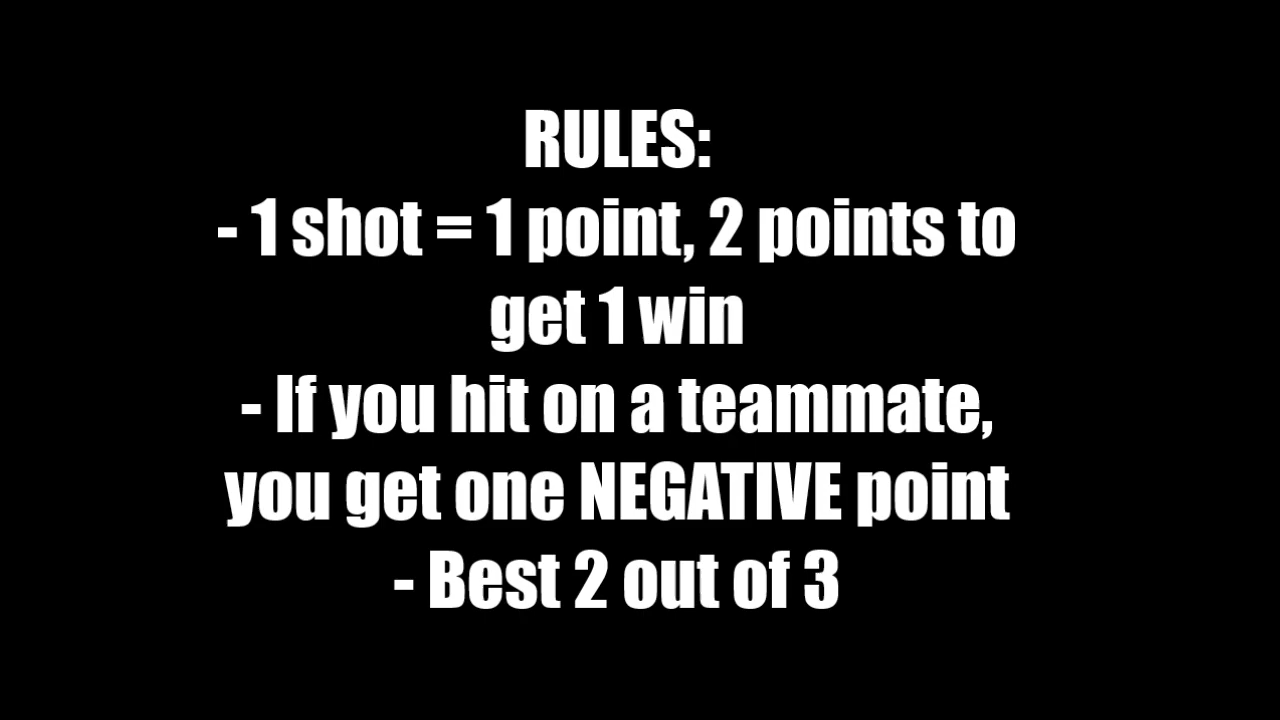 RULES:
- 1 shot = 1 point, 2 points to
get 1 win
- If you hit on a teammate,
you get one NEGATIVE point
- Best 2 out of 3